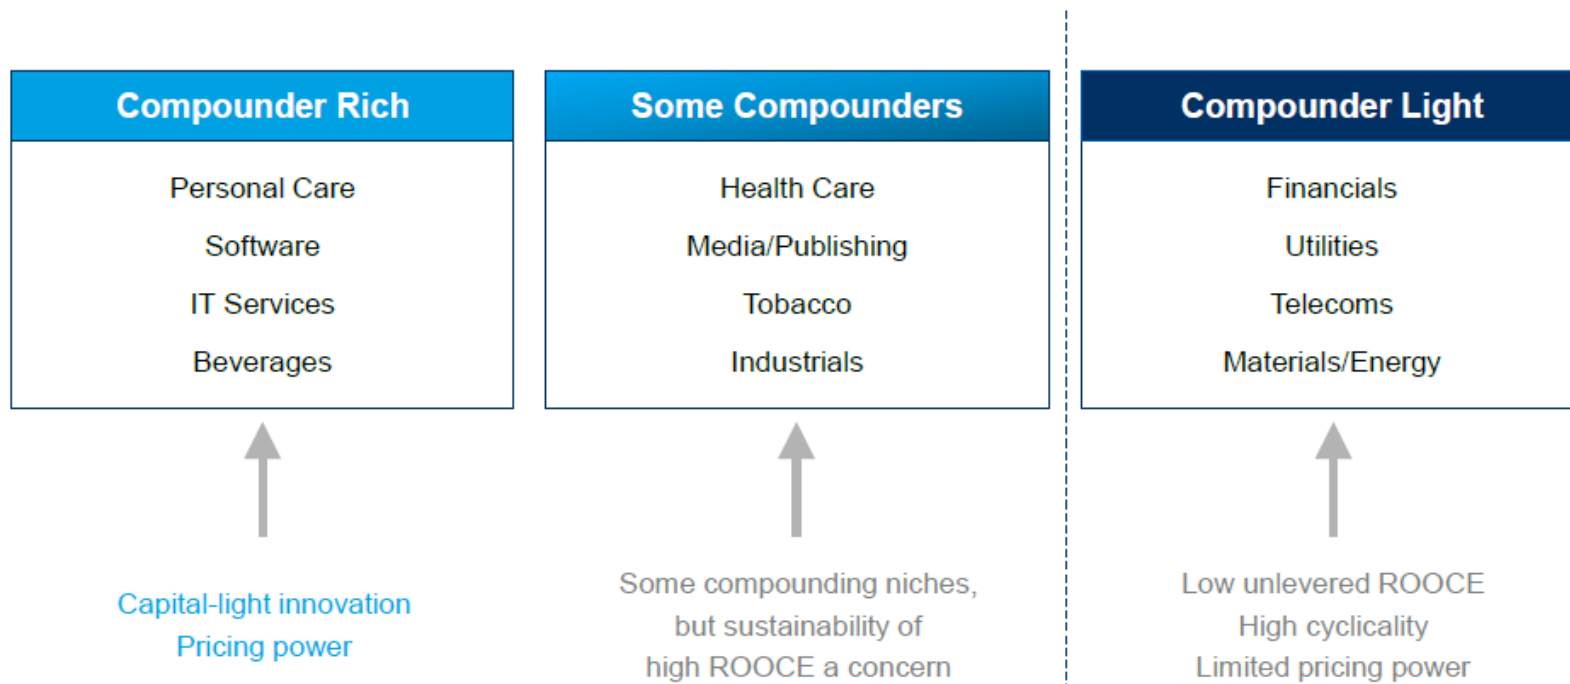 Compounder Rich
Personal Care
Software
IT Services
Beverages
Capital-light innovation
Pricing power
Some Compounders
Health Care
Media/Publishing
Tobacco
Industrials
Some compounding niches,
but sustainability of
high ROOCE a concern
Compounder Light
Financials
Utilities
Telecoms
Materials/Energy
Low unlevered ROOCE
High cyclicality
Limited pricing power